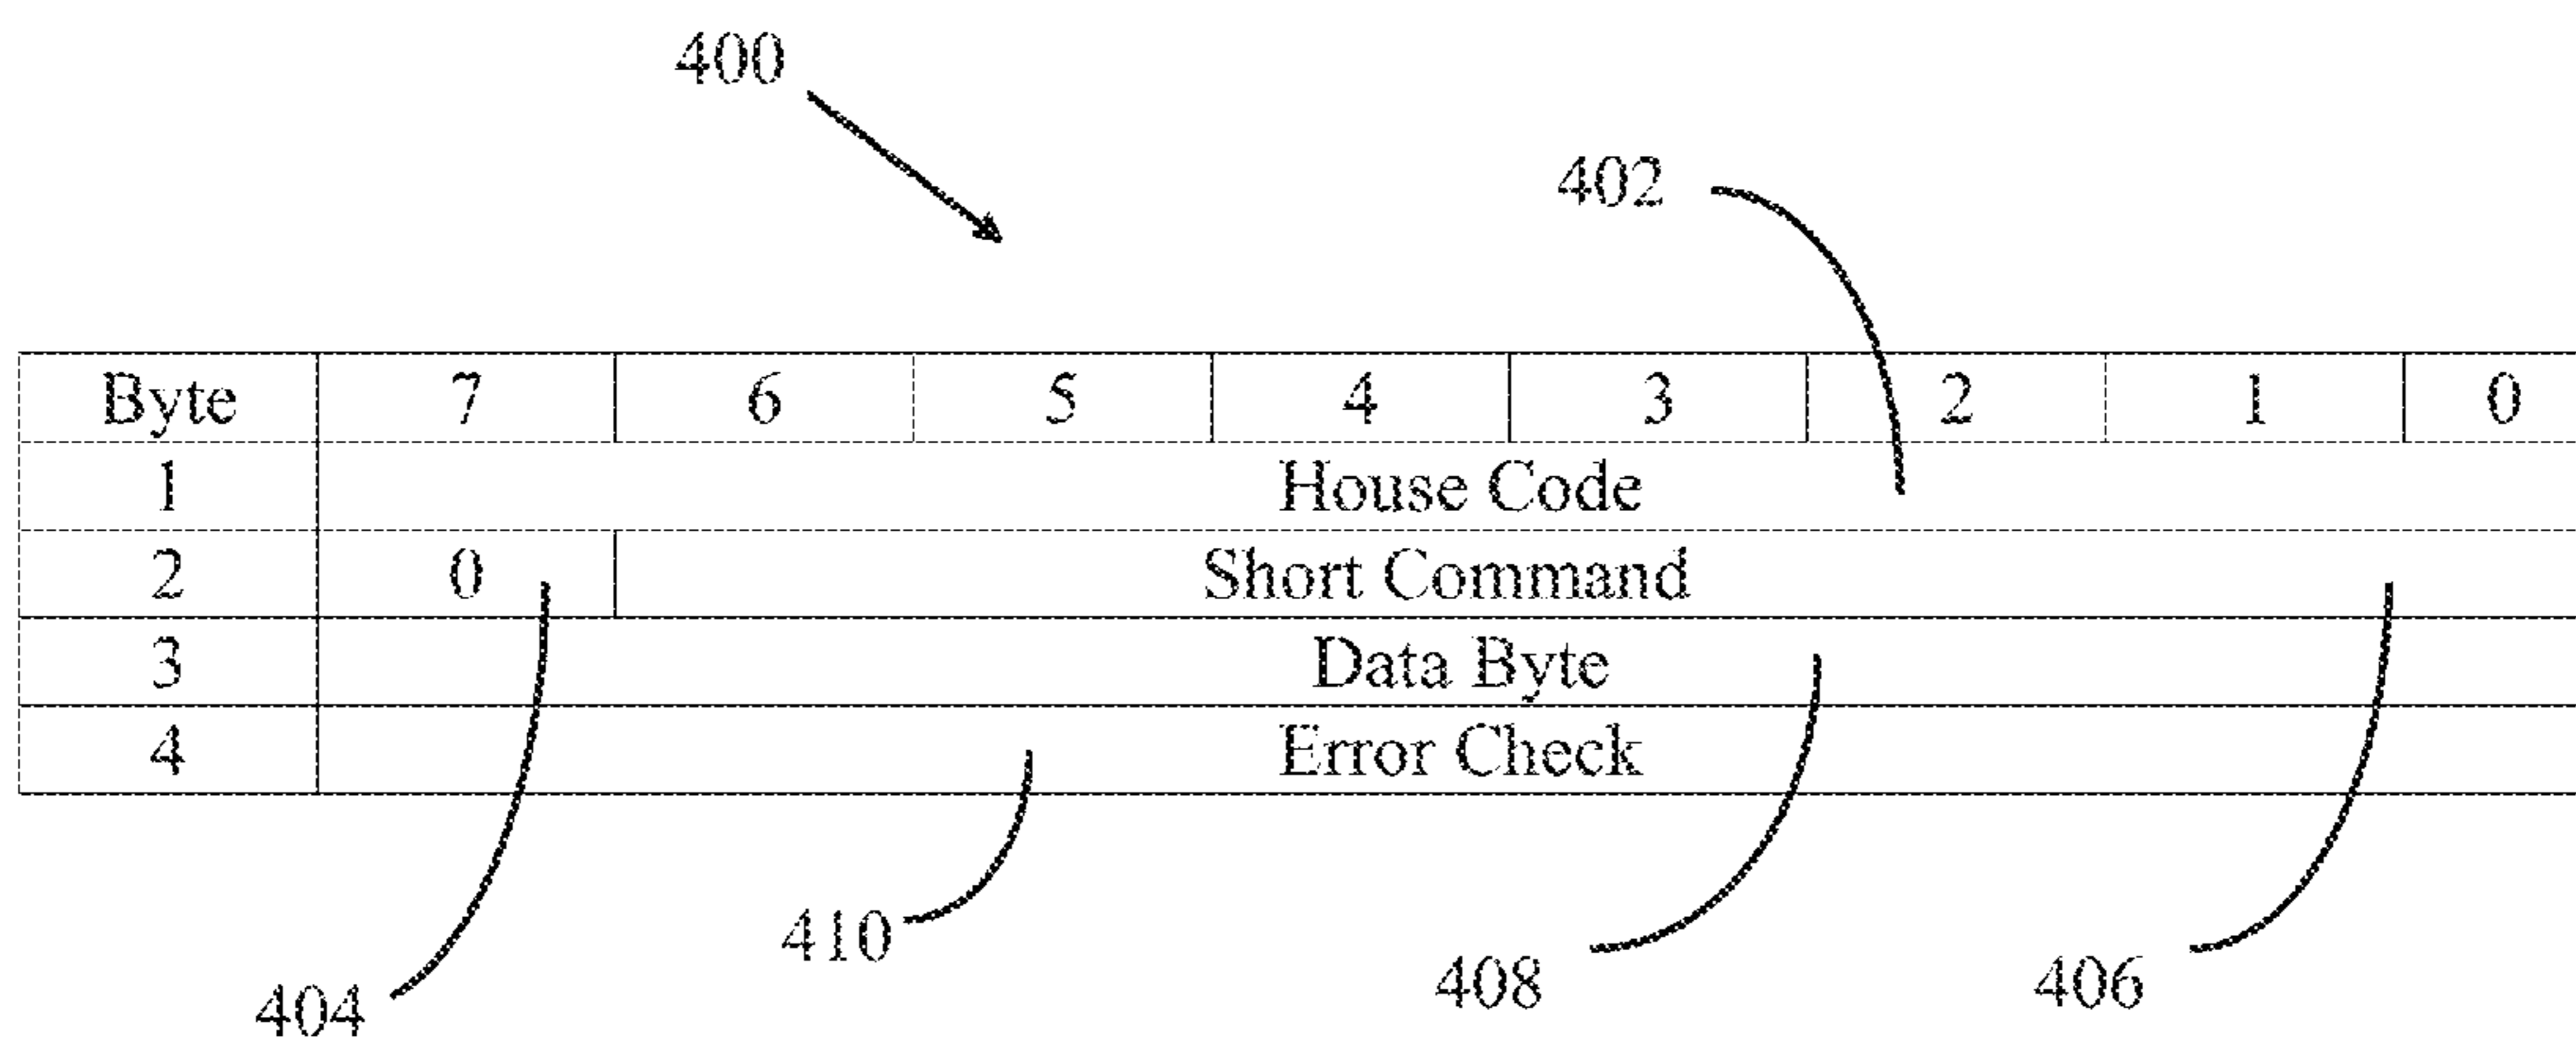 400
402
Byte 7 6 5 4 3 2 1 0
1 House Code
2 0 Short Command
3 Data Byte
4 Error Check
410
408
406
404